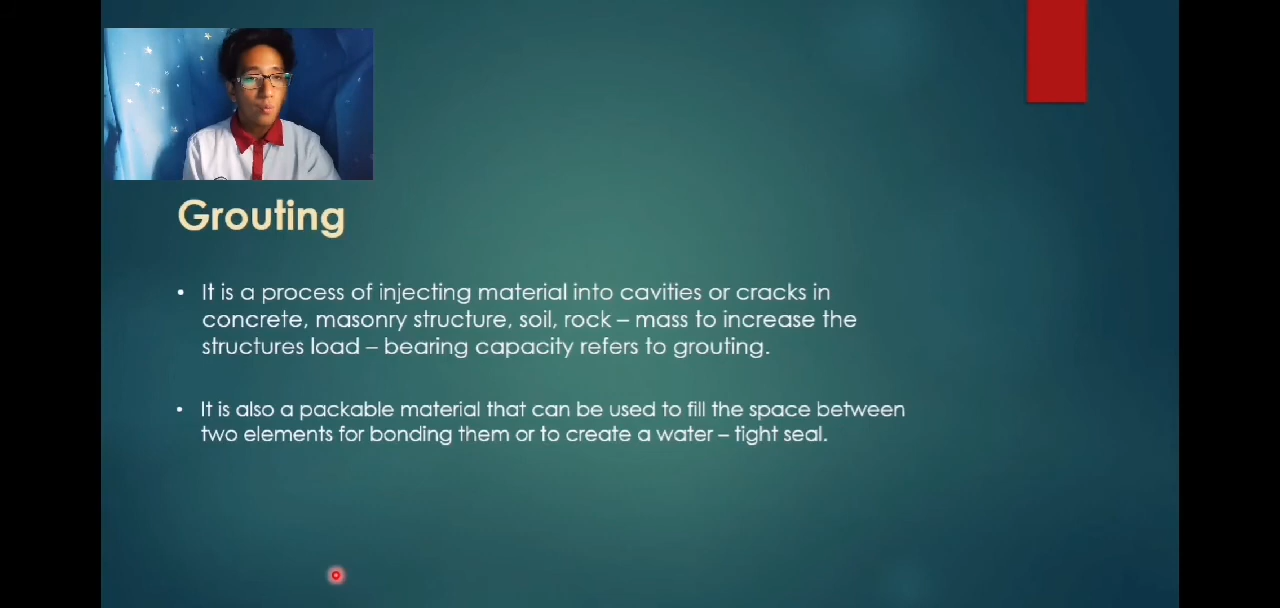 Grouting
• It is a process of injecting material into cavities or cracks in
concrete, masonry structure, soil, rock – mass to increase the
structures load – bearing capacity refers to grouting.
• It is also a packable material that can be used to fill the space between
two elements for bonding them or to create a water – tight seal.